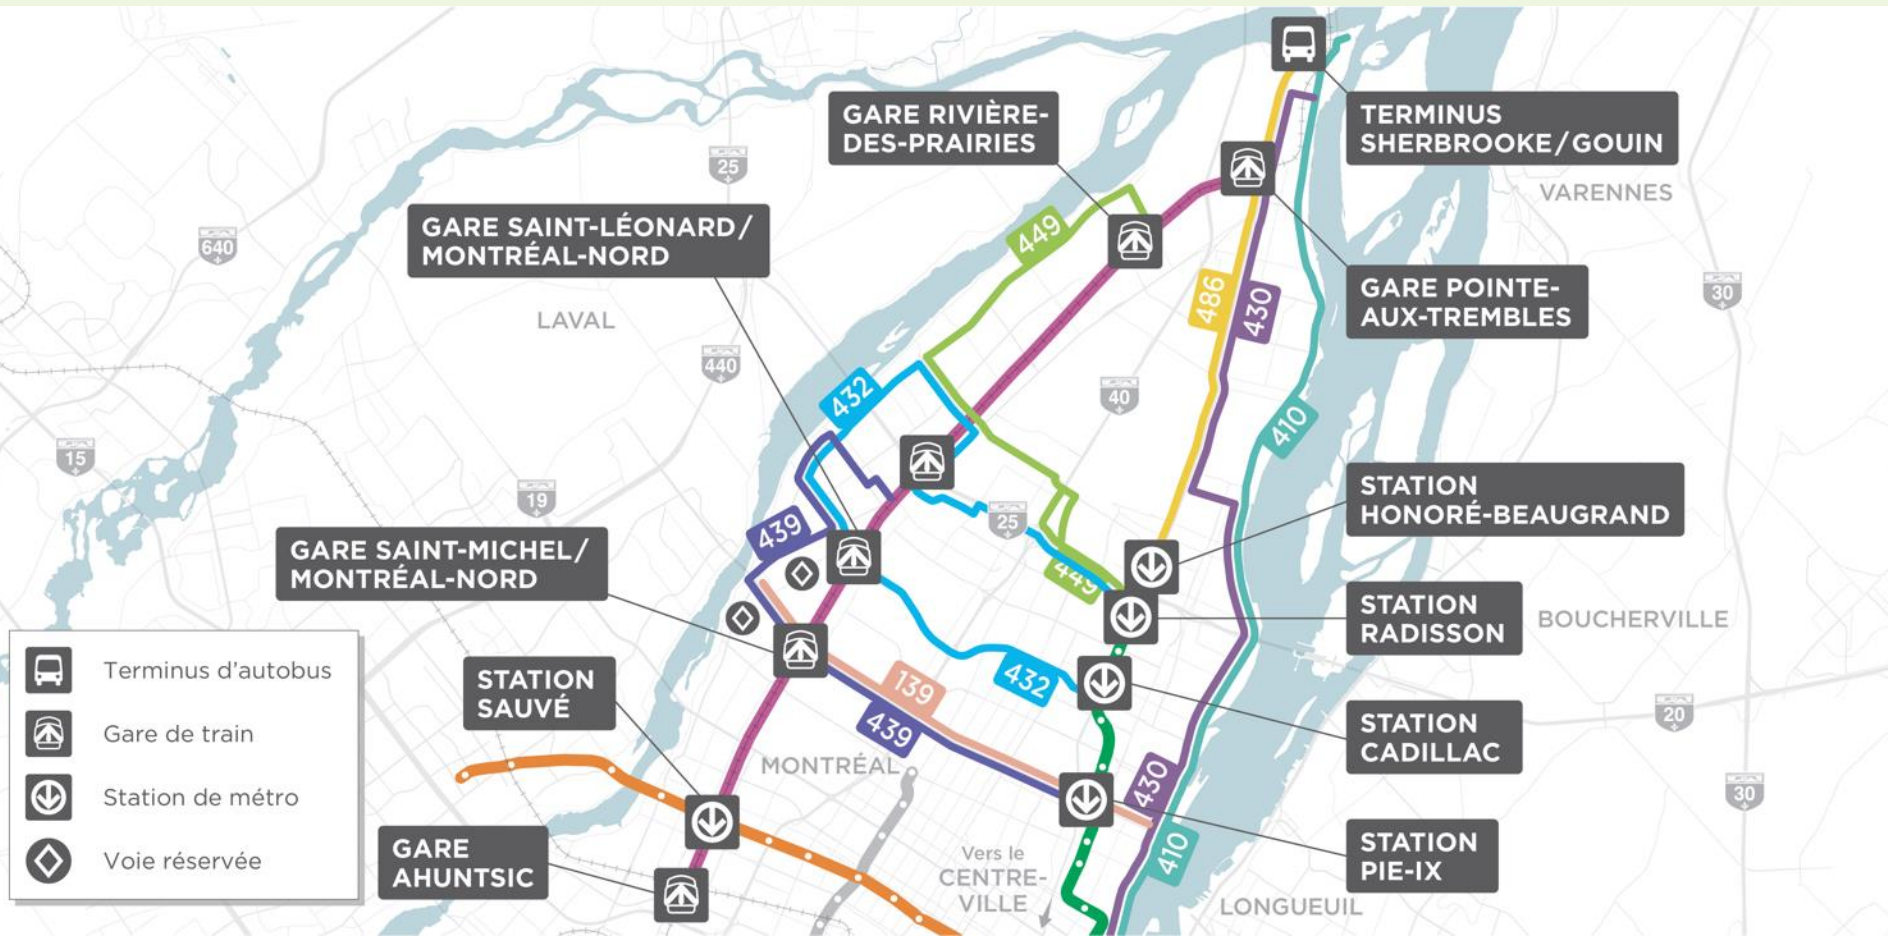 TERMINUS
SHERBROOKE/GOUIN
GARE RIVIÈRE-
DES-PRAIRIES
25
VARENNES
GARE SAINT-LÉONARD/
MONTRÉAL-NORD
640
449
486
430
GARE POINTE-
AUX-TREMBLES
30
LAVAL
440
432
40
410
15
19
25
STATION
HONORÉ-BEAUGRAND
439
GARE SAINT-MICHEL/
MONTRÉAL-NORD
449
STATION
RADISSON
BOUCHERVILLE
Terminus d'autobus
Gare de train
Station de métro
Voie réservée
STATION
SAUVÉ
139
439
432
20
STATION
CADILLAC
MONTRÉAL
430
30
GARE
AHUNTSIC
Vers le
CENTRE-
VILLE
410
STATION
PIE-IX
LONGUEUIL